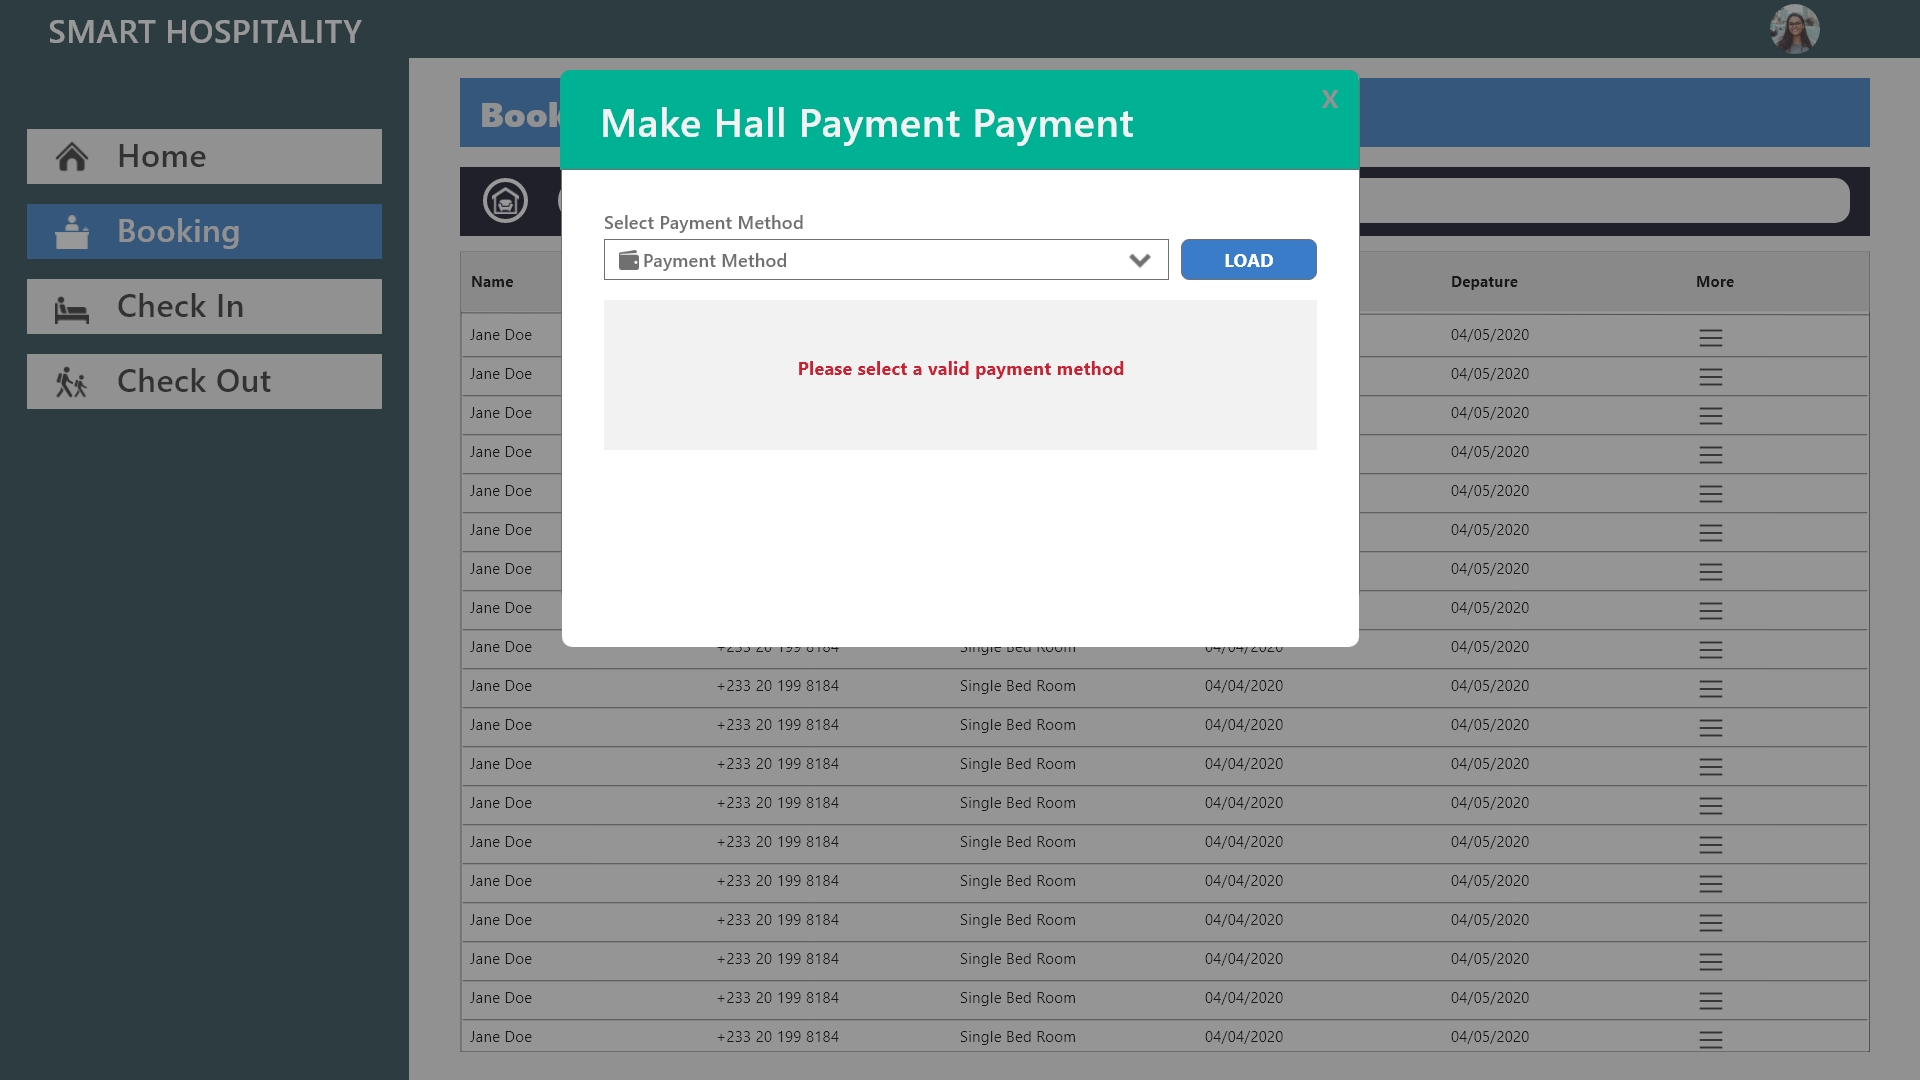 SMART HOSPITALITY
Home
Booking
Check In
Check Out
Make Hall Payment Payment
X
Select Payment Method
Payment Method
LOAD
Please select a valid payment method
Name Depature More
Jane Doe 04/05/2020
Jane Doe 04/05/2020
Jane Doe 04/05/2020
Jane Doe 04/05/2020
Jane Doe 04/05/2020
Jane Doe 04/05/2020
Jane Doe 04/05/2020
Jane Doe 04/05/2020
Jane Doe +233 20 199 8184 Single Bed Room 04/04/2020 04/05/2020
Jane Doe +233 20 199 8184 Single Bed Room 04/04/2020 04/05/2020
Jane Doe +233 20 199 8184 Single Bed Room 04/04/2020 04/05/2020
Jane Doe +233 20 199 8184 Single Bed Room 04/04/2020 04/05/2020
Jane Doe +233 20 199 8184 Single Bed Room 04/04/2020 04/05/2020
Jane Doe +233 20 199 8184 Single Bed Room 04/04/2020 04/05/2020
Jane Doe +233 20 199 8184 Single Bed Room 04/04/2020 04/05/2020
Jane Doe +233 20 199 8184 Single Bed Room 04/04/2020 04/05/2020
Jane Doe +233 20 199 8184 Single Bed Room 04/04/2020 04/05/2020
Jane Doe +233 20 199 8184 Single Bed Room 04/04/2020 04/05/2020
Jane Doe +233 20 199 8184 Single Bed Room 04/04/2020 04/05/2020